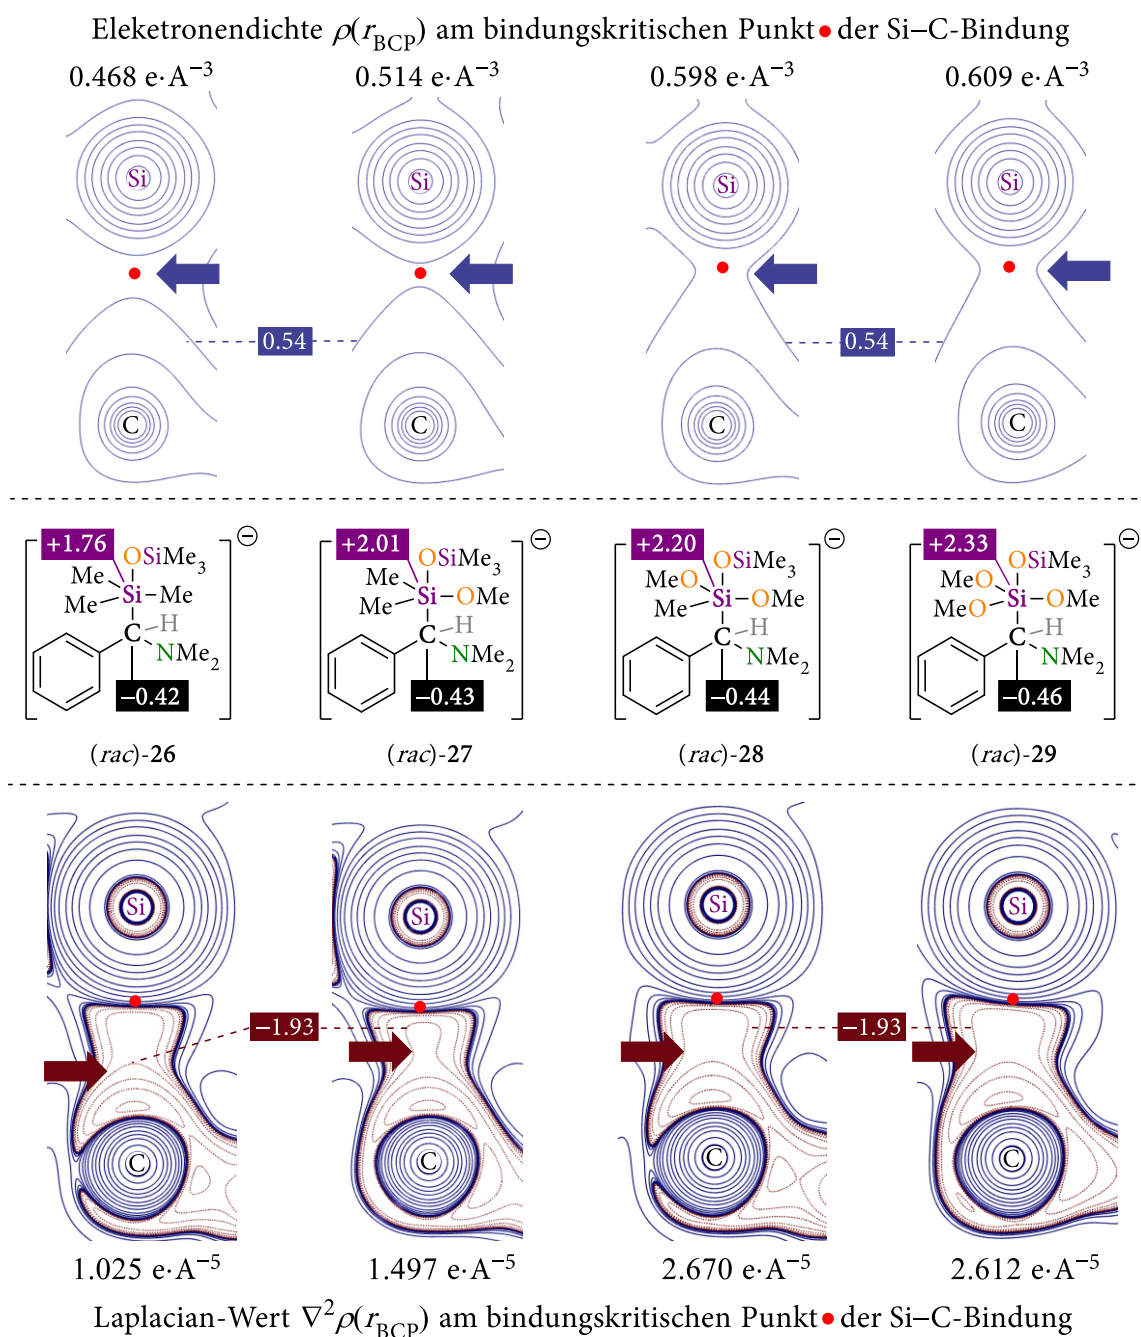 Eleketronendichte ρ(r_BCP) am bindungskritischen Punkt • der Si–C-Bindung
0.468 e·A⁻³ 0.514 e·A⁻³ 0.598 e·A⁻³ 0.609 e·A⁻³
Si Si Si Si
0.54 0.54
C C C C
+1.76 +2.01 +2.20 +2.33
⊖ ⊖ ⊖ ⊖
OSiMe₃ OSiMe₃ OSiMe₃ OSiMe₃
Me Me MeO MeO
Me Si Me Me Si OMe Me Si OMe MeO Si OMe
C H C H C H C H
NMe₂ NMe₂ NMe₂ NMe₂
−0.42 −0.43 −0.44 −0.46
(rac)-26 (rac)-27 (rac)-28 (rac)-29
Si Si Si Si
−1.93 −1.93
C C C C
1.025 e·A⁻⁵ 1.497 e·A⁻⁵ 2.670 e·A⁻⁵ 2.612 e·A⁻⁵
Laplacian-Wert ∇²ρ(r_BCP) am bindungskritischen Punkt • der Si–C-Bindung